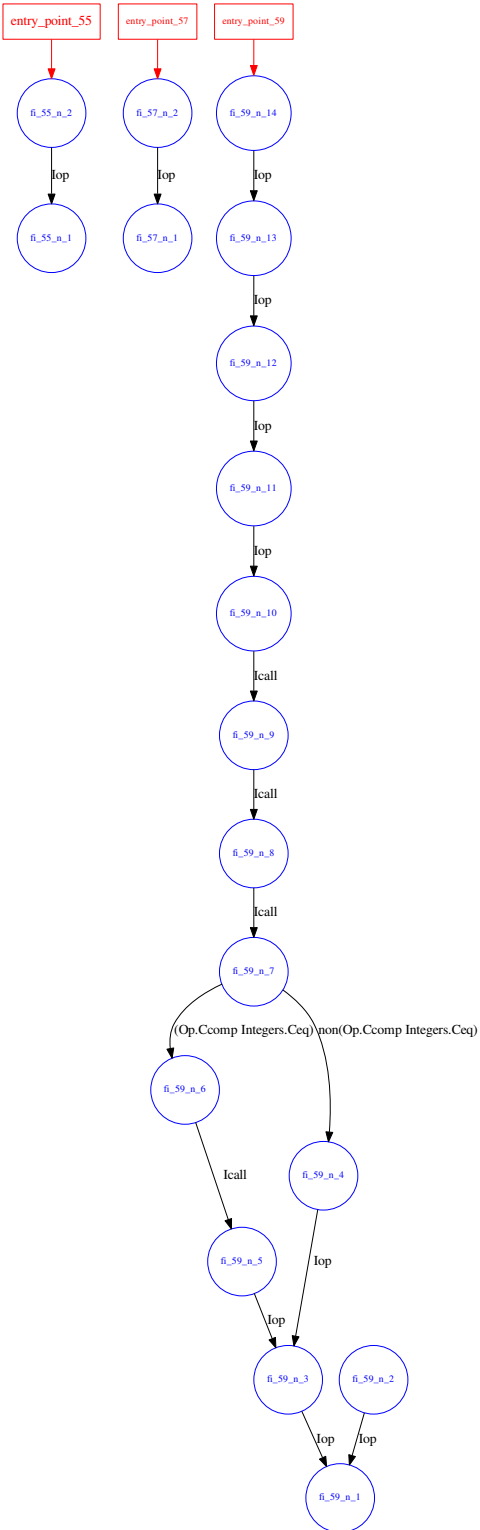 entry_point_55
entry_point_57
entry_point_59
fi_55_n_2
fi_57_n_2
fi_59_n_14
Iop
Iop
Iop
fi_55_n_1
fi_57_n_1
fi_59_n_13
Iop
fi_59_n_12
Iop
fi_59_n_11
Iop
fi_59_n_10
Icall
fi_59_n_9
Icall
fi_59_n_8
Icall
fi_59_n_7
(Op.Ccomp Integers.Ceq)
non(Op.Ccomp Integers.Ceq)
fi_59_n_6
Icall
fi_59_n_4
fi_59_n_5
Iop
Iop
fi_59_n_3
fi_59_n_2
Iop
Iop
fi_59_n_1